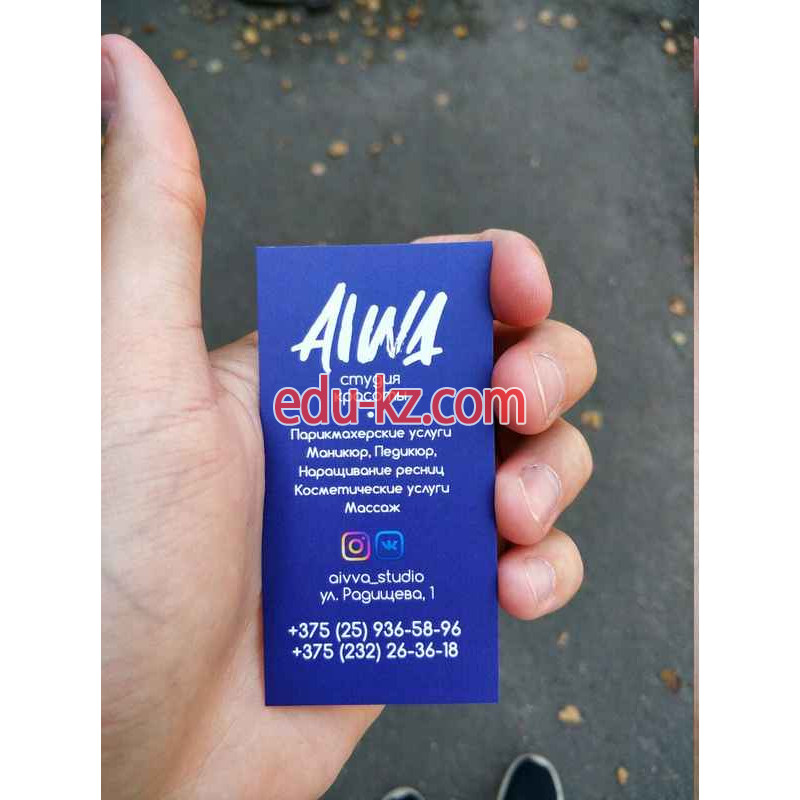 AIWA
студия
красоты
edu-kz.com
Парикмахерские услуги
Маникюр, Педикюр,
Наращивание ресниц
Косметические услуги
Массаж
aivva_studio
ул. Радищева, 1
+375 (25) 936-58-96
+375 (232) 26-36-18